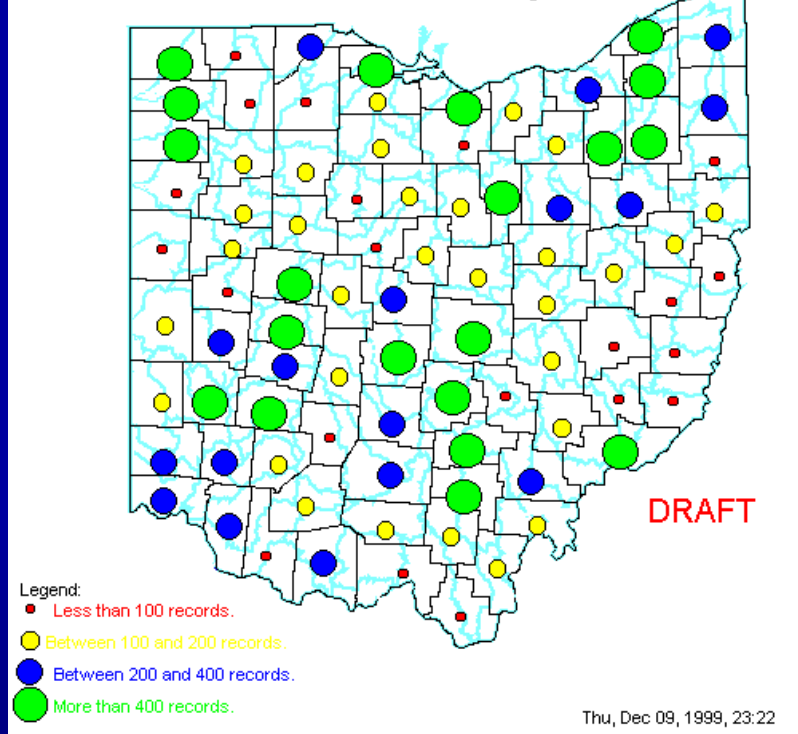 DRAFT
Legend:
Less than 100 records.
Between 100 and 200 records.
Between 200 and 400 records.
More than 400 records.
Thu, Dec 09, 1999, 23:22